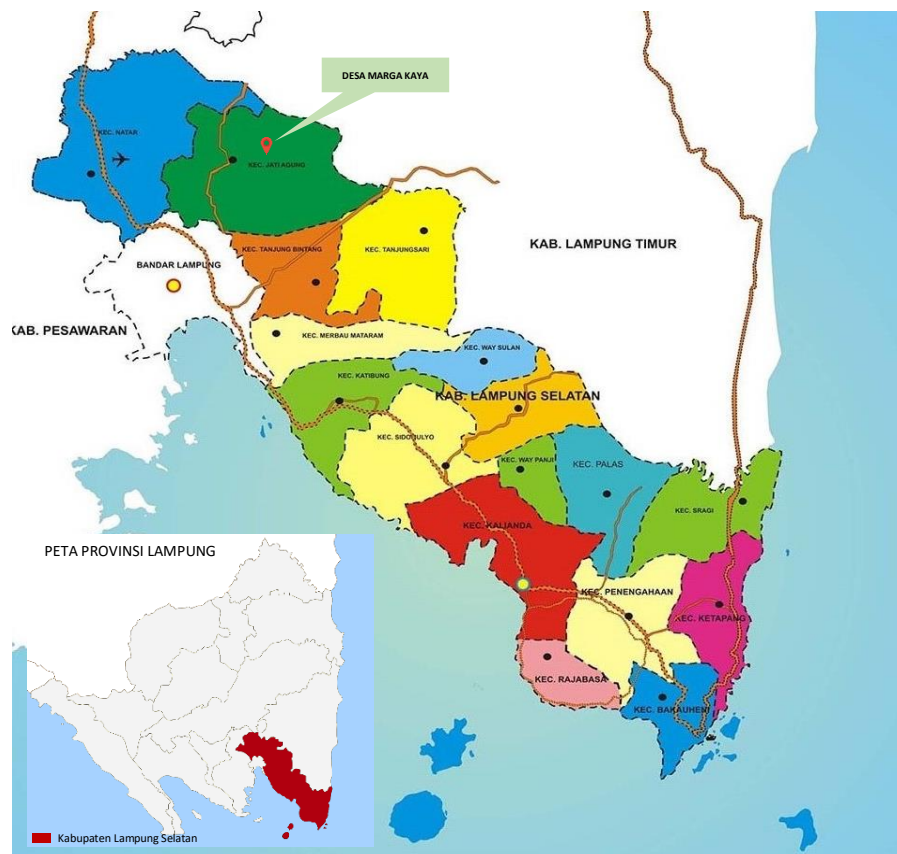 DESA MARGA KAYA
KEC. NATAR
KEC. JATI AGUNG
KEC. TANJUNG BINTANG
KEC. TANJUNGSARI
KAB. LAMPUNG TIMUR
BANDAR LAMPUNG
KAB. PESAWARAN
KEC. MERBAU MATARAM
KEC. WAY SULAN
KEC. KATIBUNG
KAB. LAMPUNG SELATAN
KEC. SIDOMULYO
KEC. WAY PANJI
KEC. PALAS
KEC. SRAGI
KEC. KALIANDA
KEC. PENENGAHAAN
KEC. KETAPANG
KEC. RAJABASA
KEC. BAKAUHENI
PETA PROVINSI LAMPUNG
Kabupaten Lampung Selatan